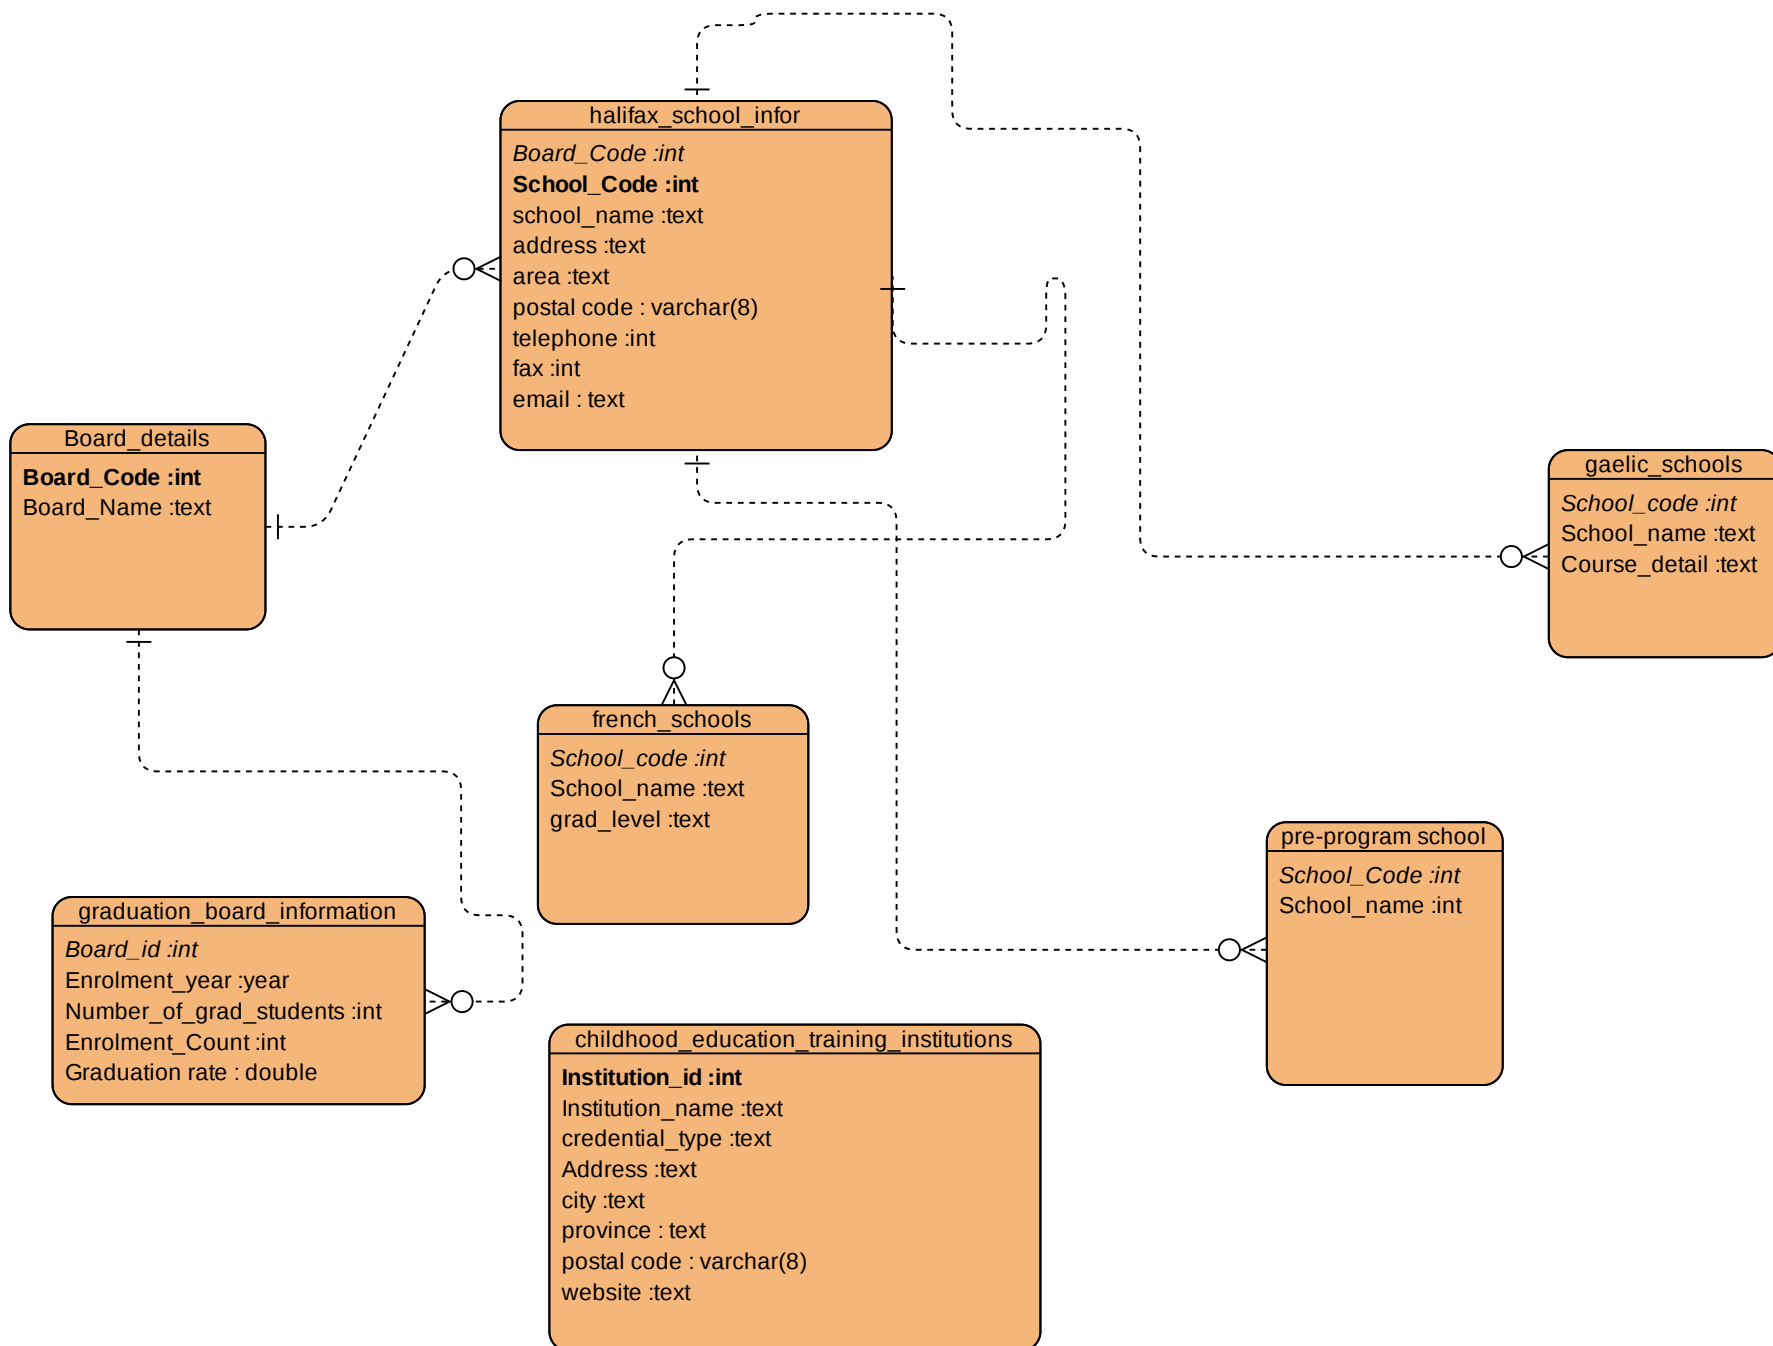 halifax_school_infor
Board_Code :int
School_Code :int
school_name :text
address :text
area :text
postal code : varchar(8)
telephone :int
fax :int
email : text
Board_details
Board_Code :int
Board_Name :text
gaelic_schools
School_code :int
School_name :text
Course_detail :text
french_schools
School_code :int
School_name :text
grad_level :text
pre-program school
School_Code :int
School_name :int
graduation_board_information
Board_id :int
Enrolment_year :year
Number_of_grad_students :int
Enrolment_Count :int
Graduation rate : double
childhood_education_training_institutions
Institution_id :int
Institution_name :text
credential_type :text
Address :text
city :text
province : text
postal code : varchar(8)
website :text